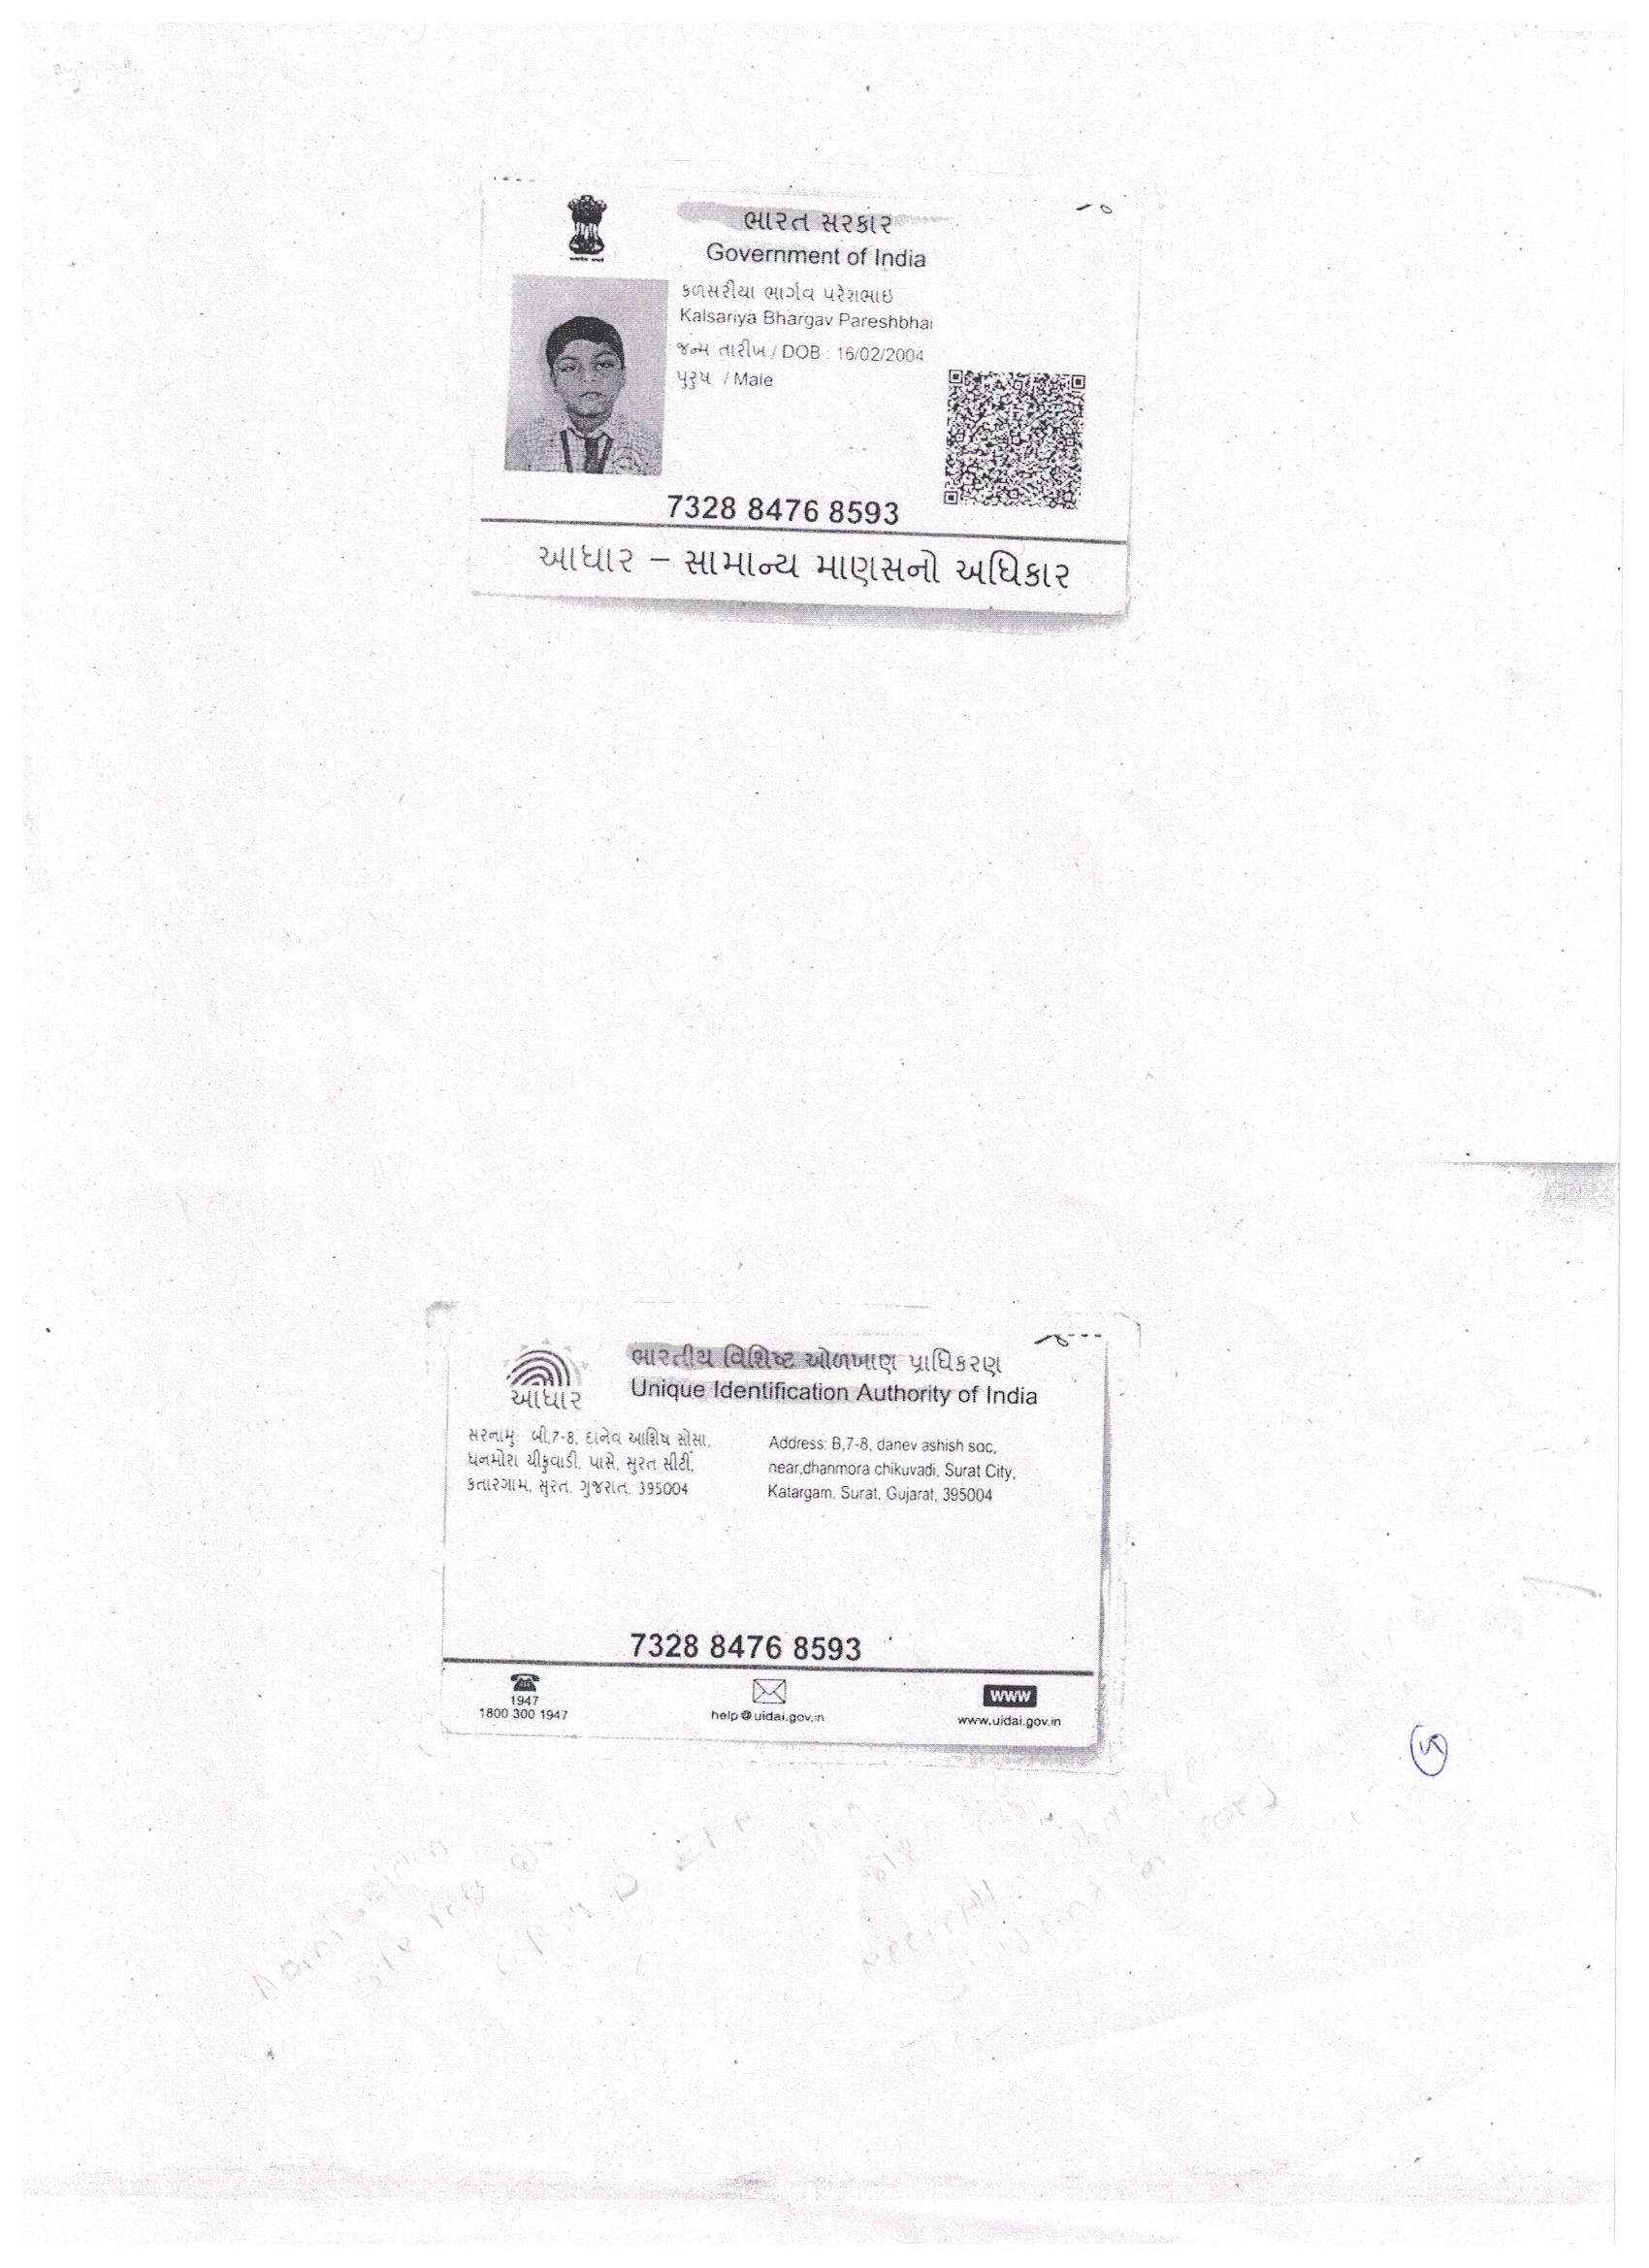 ભારત સરકાર
Government of India
કળસરીયા ભાર્ગવ પરેશભાઇ
Kalsariya Bhargav Pareshbhai
જન્મ તારીખ / DOB : 16/02/2004
પુરુષ / Male
7328 8476 8593
આધાર – સામાન્ય માણસનો અધિકાર
ભારતીય વિશિષ્ટ ઓળખાણ પ્રાધિકરણ
Unique Identification Authority of India
આધાર
સરનામુ: બી,7-8, દાનેવ આશિષ સોસા,
ધનમોરા ચીકુવાડી, પાસે, સુરત સીટી,
કતારગામ, સુરત, ગુજરાત, 395004
Address: B,7-8, danev ashish soc,
near,dhanmora chikuvadi, Surat City,
Katargam, Surat, Gujarat, 395004
7328 8476 8593
1947
1800 300 1947
help@uidai.gov.in
www
www.uidai.gov.in